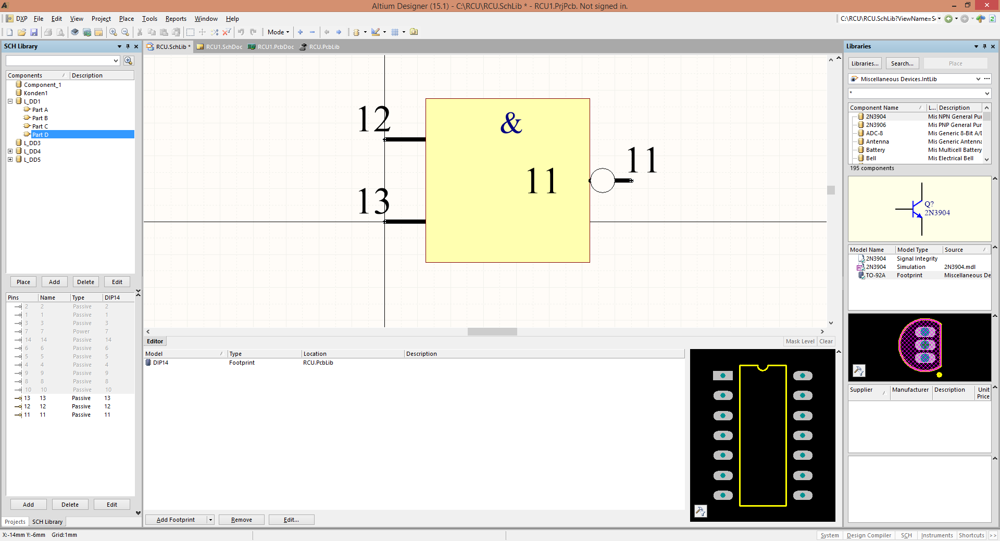 Altium Designer (15.1) - C:\RCU\RCU.SchLib * - RCU1.PrjPcb. Not signed in.
DXP File Edit View Project Place Tools Reports Window Help
C:\RCU\RCU.SchLib?ViewName=S
Mode
SCH Library
RCU.SchLib * RCU1.SchDoc RCU1.PcbDoc RCU.PcbLib
Components Description
Component_1
Konden1
L_DD1
Part A
Part B
Part C
Part D
L_DD3
L_DD4
L_DD5
Place Add Delete Edit
Pins Name Type DIP14
2 2 Passive 2
1 1 Passive 1
3 3 Passive 3
7 7 Power 7
14 14 Passive 14
6 6 Passive 6
5 5 Passive 5
4 4 Passive 4
9 9 Passive 9
8 8 Passive 8
10 10 Passive 10
13 13 Passive 13
12 12 Passive 12
11 11 Passive 11
Add Delete Edit
Projects SCH Library
12
&
11
11
13
Editor
Mask Level Clear
Model Type Location Description
DIP14 Footprint RCU.PcbLib
Add Footprint Remove Edit...
Libraries
Libraries... Search... Place
Miscellaneous Devices.IntLib
*
Component Name L... Description
2N3904 Mis NPN General Pur
2N3906 Mis PNP General Pur
ADC-8 Mis Generic 8-Bit A/D
Antenna Mis Generic Antenna
Battery Mis Multicell Battery
Bell Mis Electrical Bell
195 components
Q?
2N3904
Model Name Model Type Source
2N3904 Signal Integrity
2N3904 Simulation 2N3904.mdl
TO-92A Footprint Miscellaneous De
Supplier Manufacturer Description Unit Price
X:-14mm Y:-6mm Grid:1mm
System Design Compiler SCH Instruments Shortcuts >>